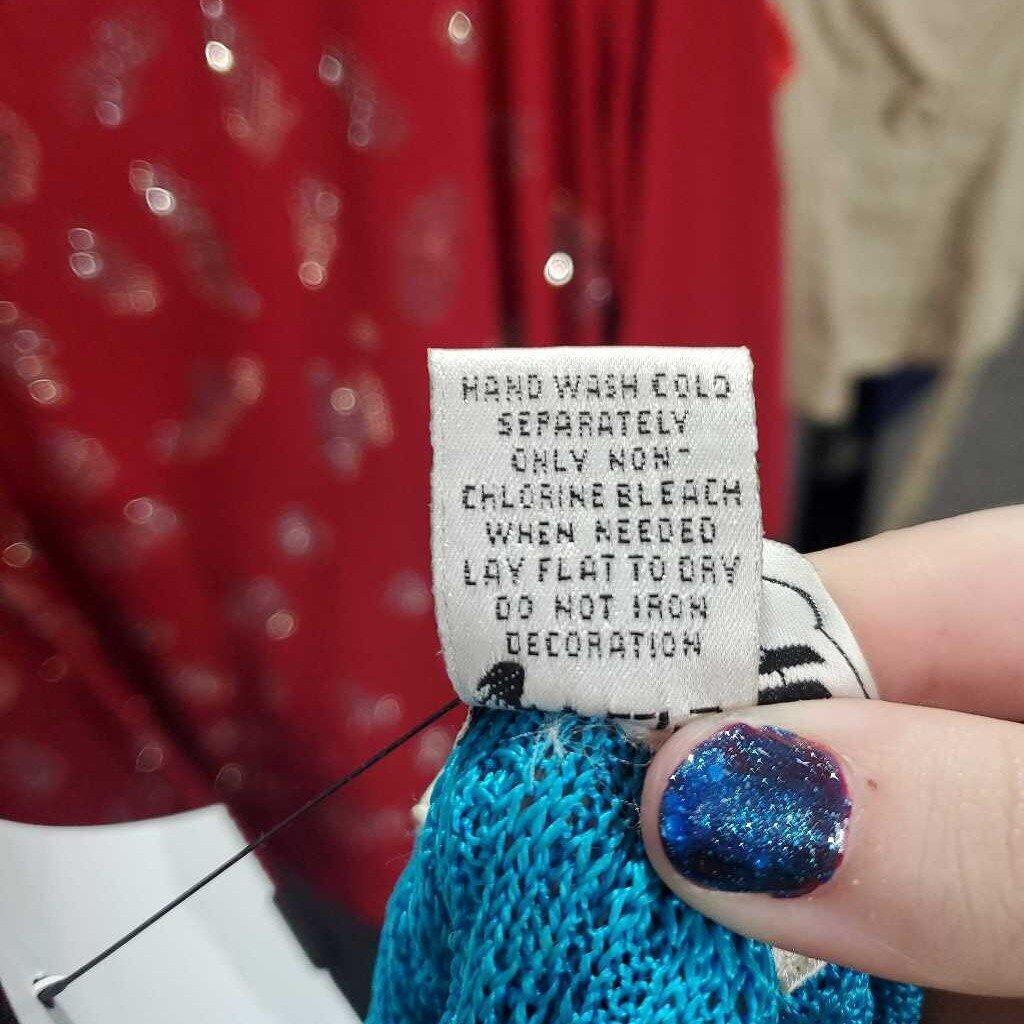 HAND WASH COLD
SEPARATELY
ONLY NON-
CHLORINE BLEACH
WHEN NEEDED
LAY FLAT TO DRY
DO NOT IRON
DECORATION